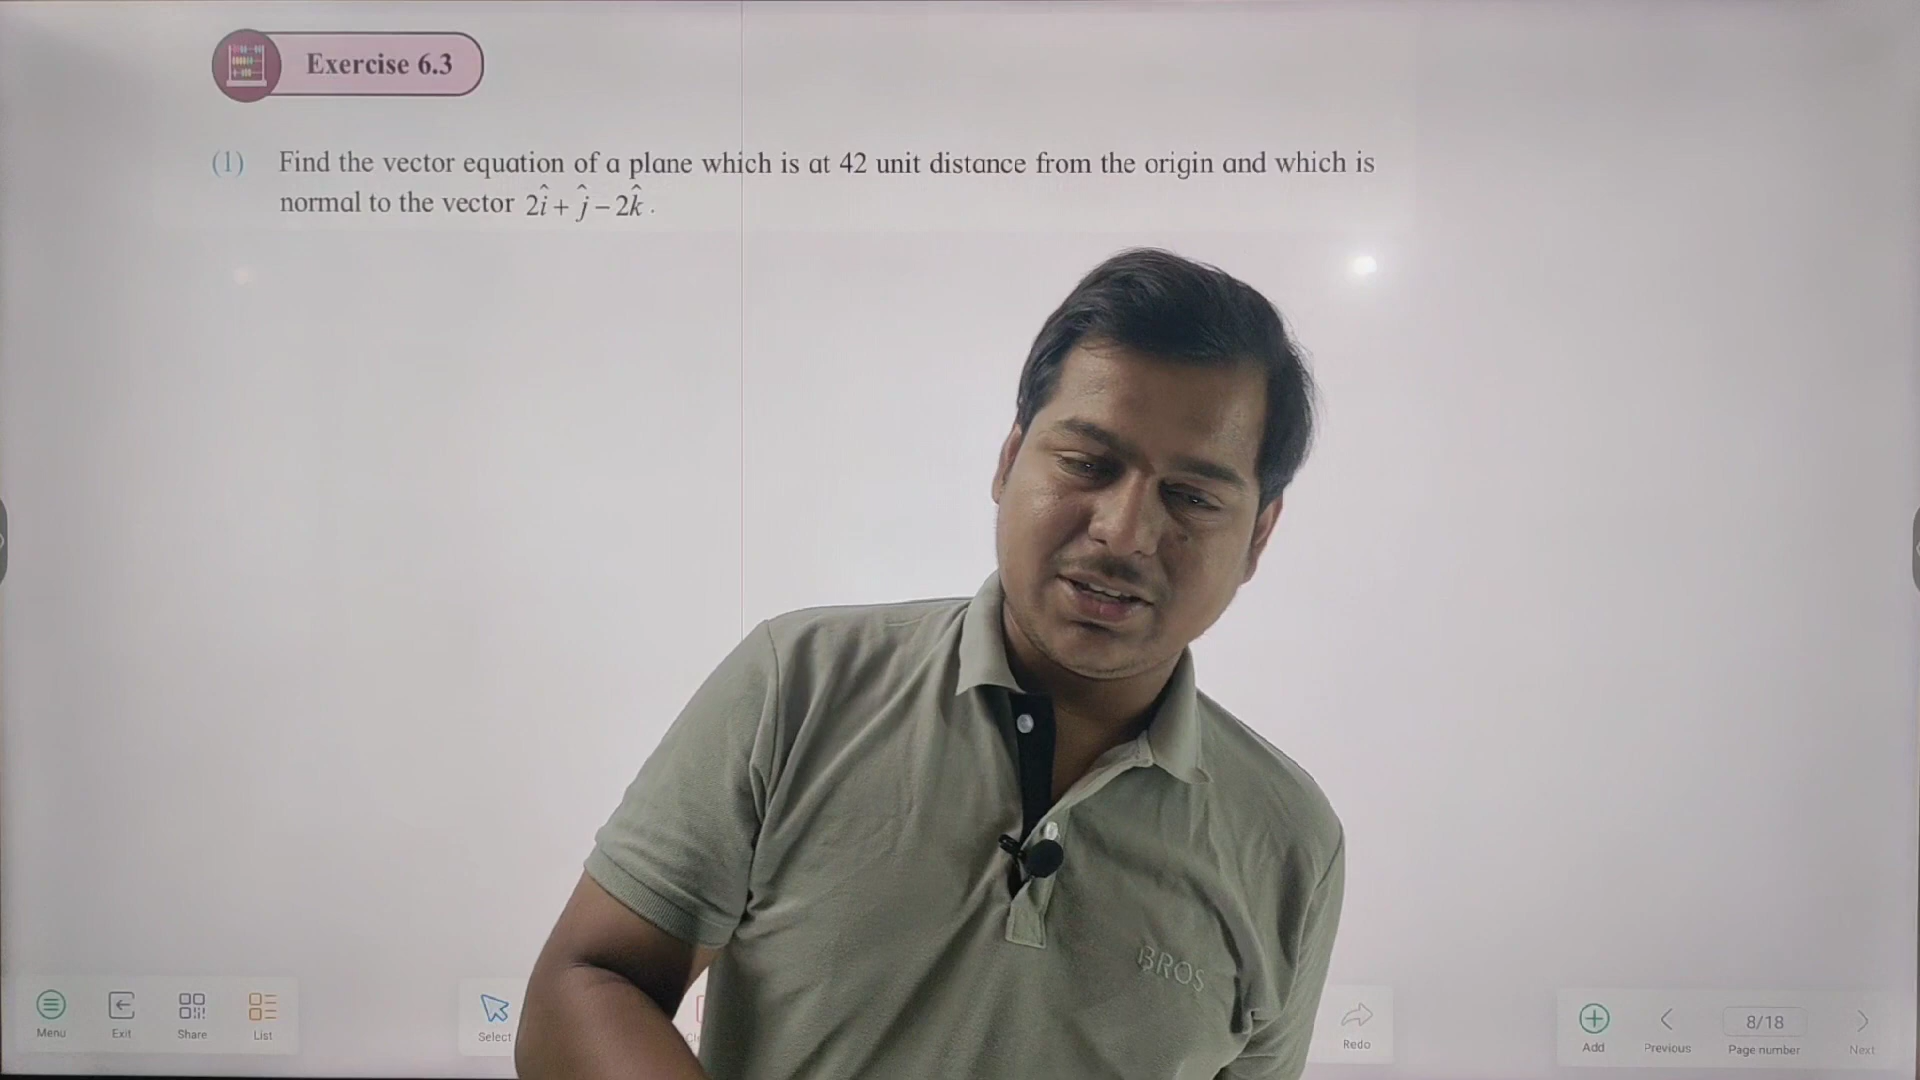 Exercise 6.3
(1) Find the vector equation of a plane which is at 42 unit distance from the origin and which is
normal to the vector 2î + ĵ – 2k̂ .
BROS
Menu Exit Share List Select Redo Add Previous 8/18 Page number Next